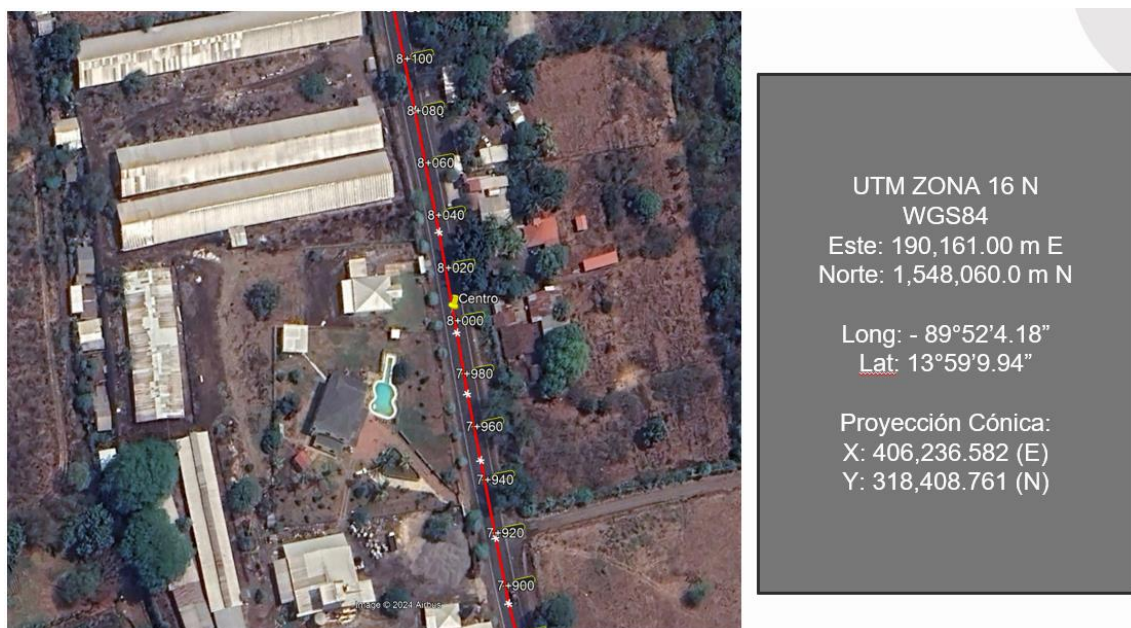 8+100
8+080
8+060
8+040
8+020
Centro
8+000
7+980
7+960
7+940
7+920
7+900
Image © 2024 Airbus
UTM ZONA 16 N
WGS84
Este: 190,161.00 m E
Norte: 1,548,060.0 m N
Long: - 89°52’4.18”
Lat: 13°59’9.94”
Proyección Cónica:
X: 406,236.582 (E)
Y: 318,408.761 (N)